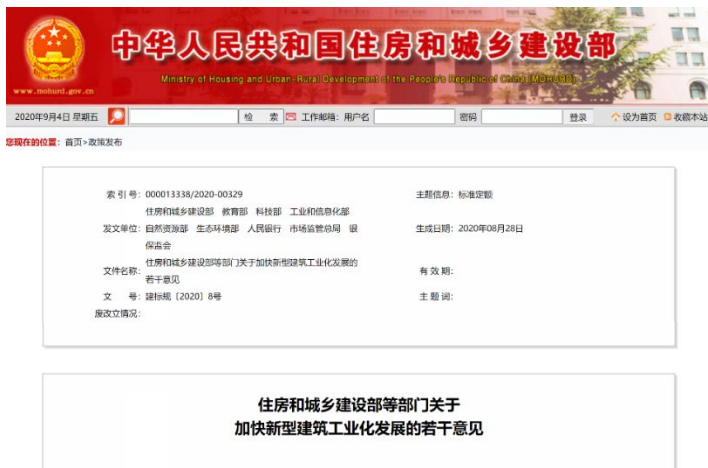 中华人民共和国住房和城乡建设部
Ministry of Housing and Urban-Rural Development of the People's Republic of China (MOHURD)
www.mohurd.gov.cn
2020年9月4日 星期五 检 索 工作邮箱：用户名 密码 登录 设为首页 收藏本站
您现在的位置：首页>政策发布
索 引 号：000013338/2020-00329 主题信息：标准定额
住房和城乡建设部 教育部 科技部 工业和信息化部
发文单位：自然资源部 生态环境部 人民银行 市场监管总局 银 生成日期：2020年08月28日
保监会
文件名称：住房和城乡建设部等部门关于加快新型建筑工业化发展的 有 效 期：
若干意见
文 号：建标规〔2020〕8号 主 题 词：
废改立情况：
住房和城乡建设部等部门关于
加快新型建筑工业化发展的若干意见